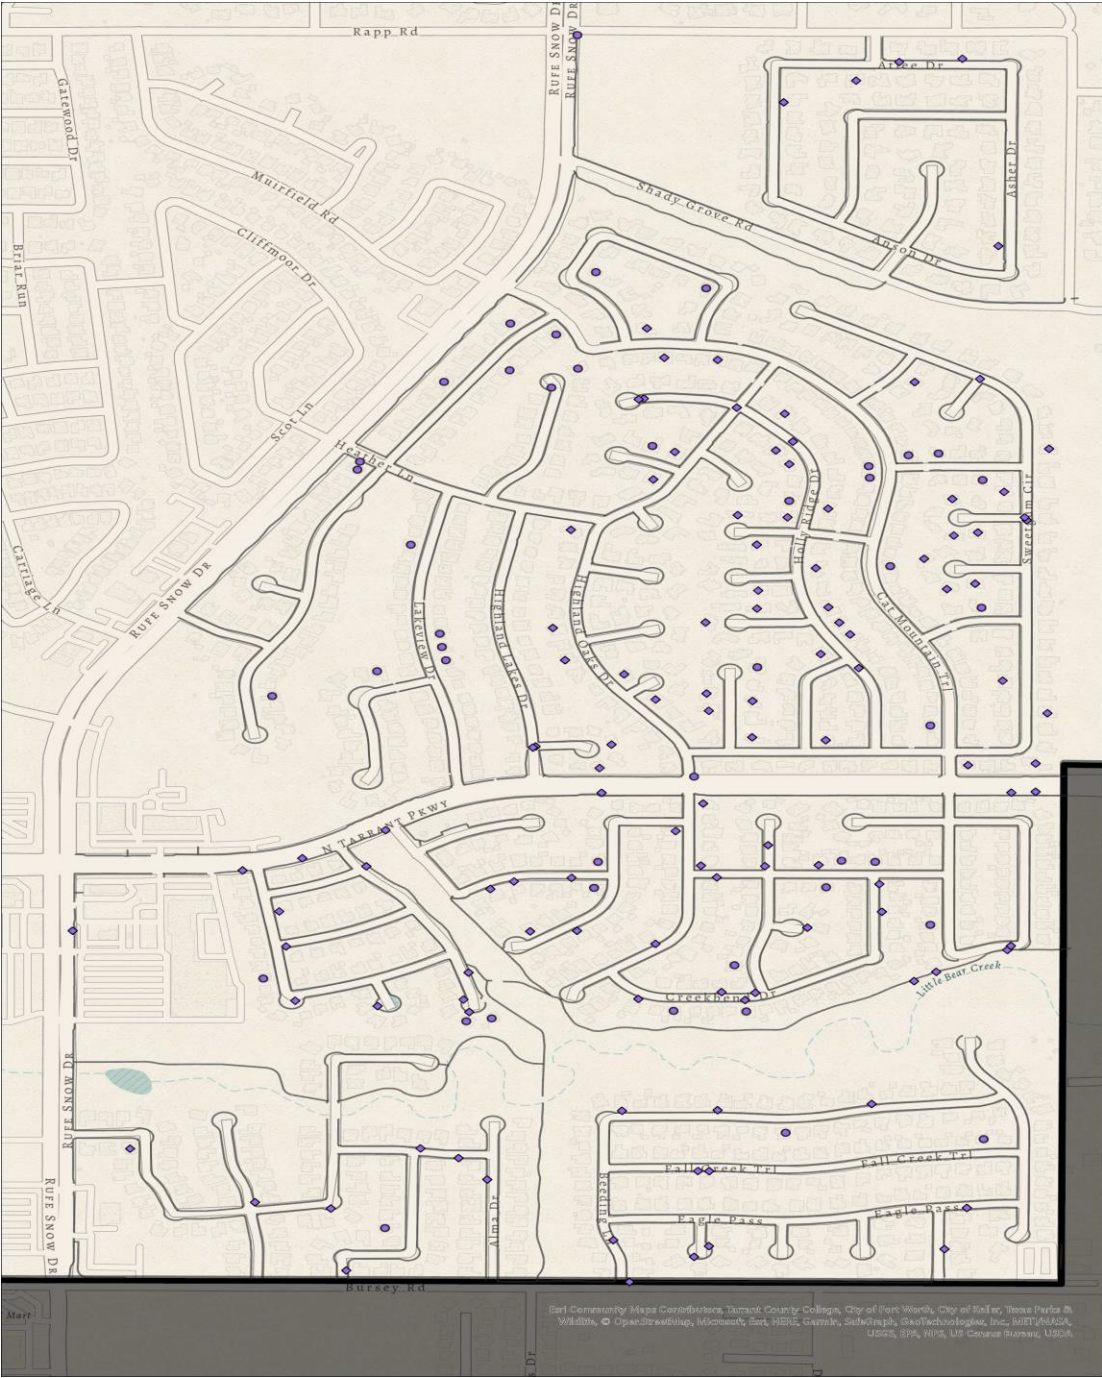 Rapp Rd
RUFE SNOW DR
RUFE SNOW DR
Gatewood Dr
Arlee Dr
Asher Dr
Muirfield Rd
Shady Grove Rd
Cliffmoor Dr
Anson Dr
Briar Run
Scot Ln
Heather Ln
Holly Ridge Dr
Sweetgum Cir
Carriage Ln
RUFE SNOW DR
Lakeview Dr
Highland Lakes Dr
Highland Oaks Dr
Cat Mountain Trl
N TARRANT PKWY
Little Bear Creek
Creekbend Dr
RUFE SNOW DR
Fall Creek Trl
Fall Creek Trl
RUFE SNOW DR
Alma Dr
Eagle Pass
Eagle Pass
Bursey Rd
Mart
s Dr
Esri Community Maps Contributors, Tarrant County College, City of Fort Worth, City of Keller, Texas Parks &
Wildlife, © OpenStreetMap, Microsoft, Esri, HERE, Garmin, SafeGraph, GeoTechnologies, Inc, METI/NASA,
USGS, EPA, NPS, US Census Bureau, USDA